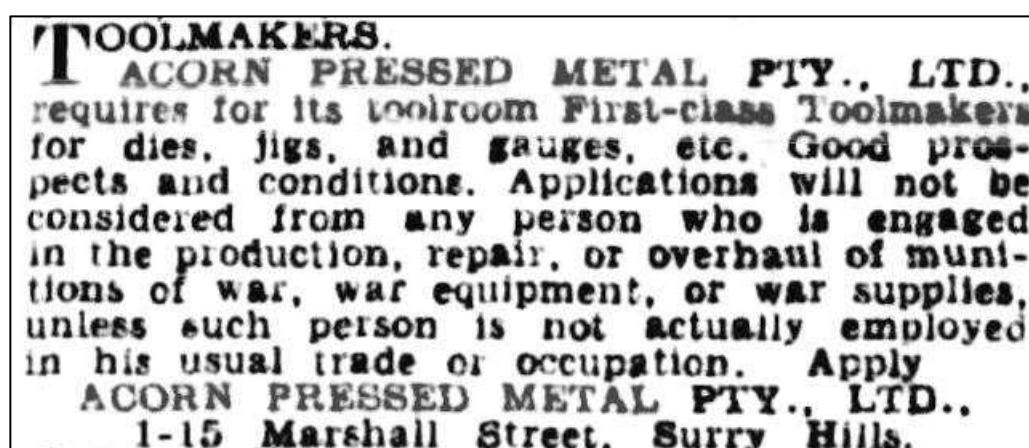 TOOLMAKERS.
ACORN PRESSED METAL PTY., LTD.,
requires for its toolroom First-class Toolmakers
for dies, jigs, and gauges, etc. Good pros-
pects and conditions. Applications will not be
considered from any person who is engaged
in the production, repair, or overhaul of muni-
tions of war, war equipment, or war supplies,
unless such person is not actually employed
in his usual trade or occupation. Apply
ACORN PRESSED METAL PTY., LTD.,
1-15 Marshall Street, Surry Hills.